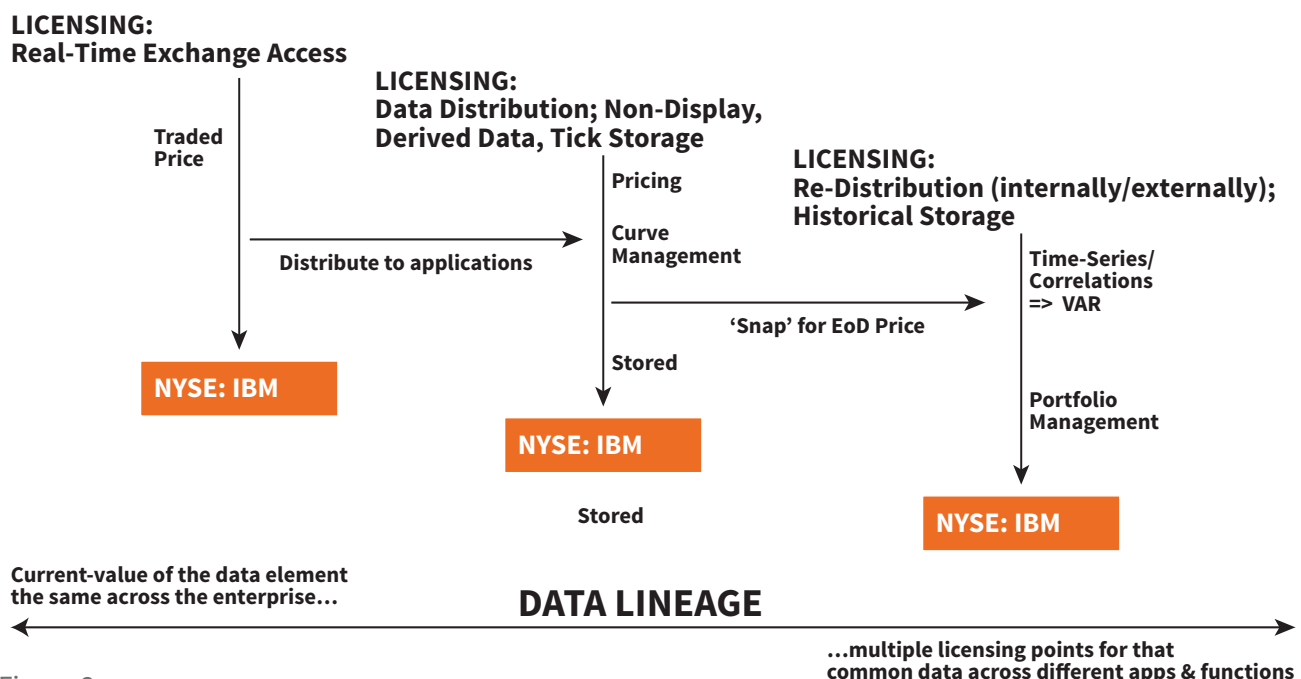 LICENSING:
Real-Time Exchange Access
LICENSING:
Data Distribution; Non-Display,
Derived Data, Tick Storage
LICENSING:
Re-Distribution (internally/externally);
Historical Storage
Traded
Price
Pricing
Curve
Management
Distribute to applications
Time-Series/
Correlations
=> VAR
‘Snap’ for EoD Price
Stored
NYSE: IBM
Portfolio
Management
NYSE: IBM
Stored
NYSE: IBM
Current-value of the data element
the same across the enterprise…
DATA LINEAGE
…multiple licensing points for that
common data across different apps & functions